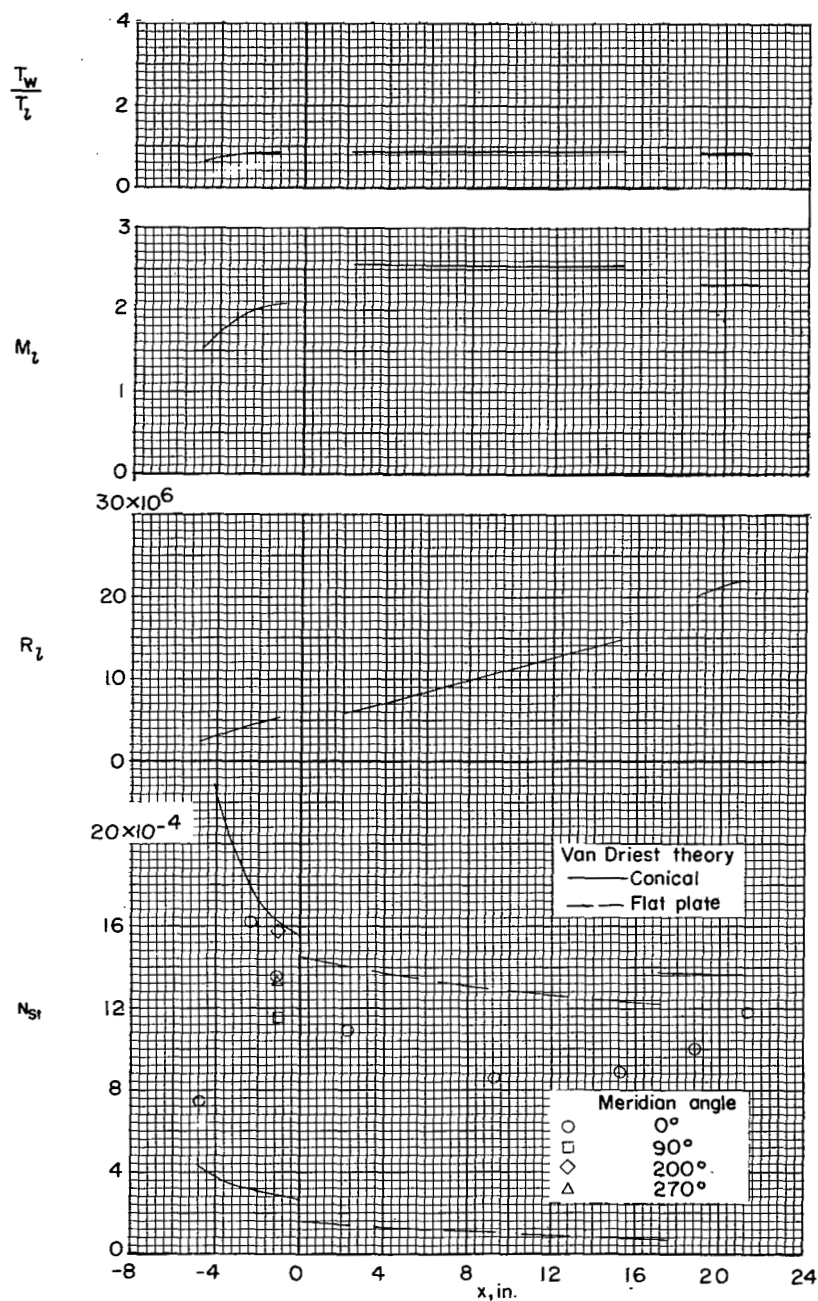 4
T_w
T_l
2
0
3
2
M_l
1
0
30×10⁶
20
R_l
10
0
20×10⁻⁴
Van Driest theory
Conical
Flat plate
16
12
N_St
8
Meridian angle
0°
90°
200°
270°
4
0
-8 -4 0 4 8 12 16 20 24
x, in.